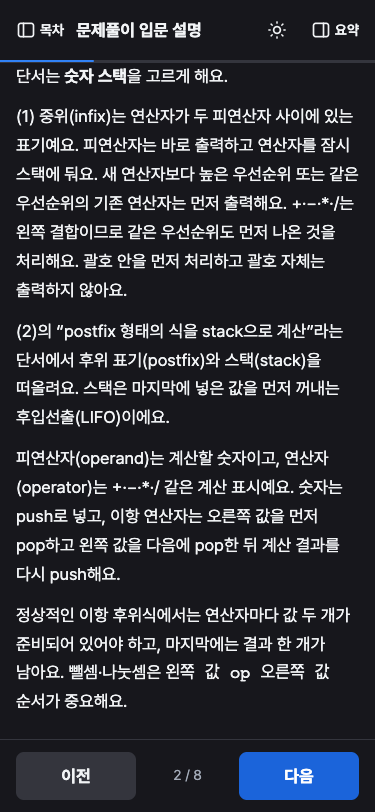 목차 문제풀이 입문 설명 요약
단서는 숫자 스택을 고르게 해요.
(1) 중위(infix)는 연산자가 두 피연산자 사이에 있는
표기예요. 피연산자는 바로 출력하고 연산자를 잠시
스택에 둬요. 새 연산자보다 높은 우선순위 또는 같은
우선순위의 기존 연산자는 먼저 출력해요. +·−·*·/는
왼쪽 결합이므로 같은 우선순위도 먼저 나온 것을
처리해요. 괄호 안을 먼저 처리하고 괄호 자체는
출력하지 않아요.
(2)의 “postfix 형태의 식을 stack으로 계산”라는
단서에서 후위 표기(postfix)와 스택(stack)을
떠올려요. 스택은 마지막에 넣은 값을 먼저 꺼내는
후입선출(LIFO)이에요.
피연산자(operand)는 계산할 숫자이고, 연산자
(operator)는 +·−·*·/ 같은 계산 표시예요. 숫자는
push로 넣고, 이항 연산자는 오른쪽 값을 먼저
pop하고 왼쪽 값을 다음에 pop한 뒤 계산 결과를
다시 push해요.
정상적인 이항 후위식에서는 연산자마다 값 두 개가
준비되어 있어야 하고, 마지막에는 결과 한 개가
남아요. 뺄셈·나눗셈은 왼쪽 값 op 오른쪽 값
순서가 중요해요.
이전 2 / 8 다음